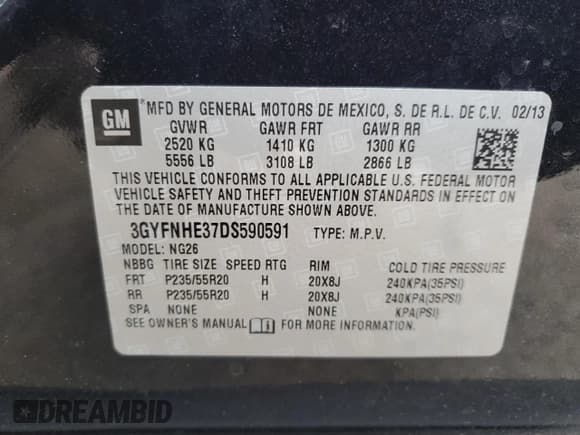 GM MFD BY GENERAL MOTORS DE MEXICO, S. DE R.L. DE C.V. 02/13
GVWR GAWR FRT GAWR RR
2520 KG 1410 KG 1300 KG
5556 LB 3108 LB 2866 LB
THIS VEHICLE CONFORMS TO ALL APPLICABLE U.S. FEDERAL MOTOR
VEHICLE SAFETY AND THEFT PREVENTION STANDARDS IN EFFECT ON
THE DATE OF MANUFACTURE SHOWN ABOVE.
3GYFNHE37DS590591 TYPE: M.P.V.
MODEL: NG26
NBBG TIRE SIZE SPEED RTG RIM COLD TIRE PRESSURE
FRT P235/55R20 H 20X8J 240KPA(35PSI)
RR P235/55R20 H 20X8J 240KPA(35PSI)
SPA NONE NONE KPA(PSI)
SEE OWNER'S MANUAL FOR MORE INFORMATION
DREAMBID